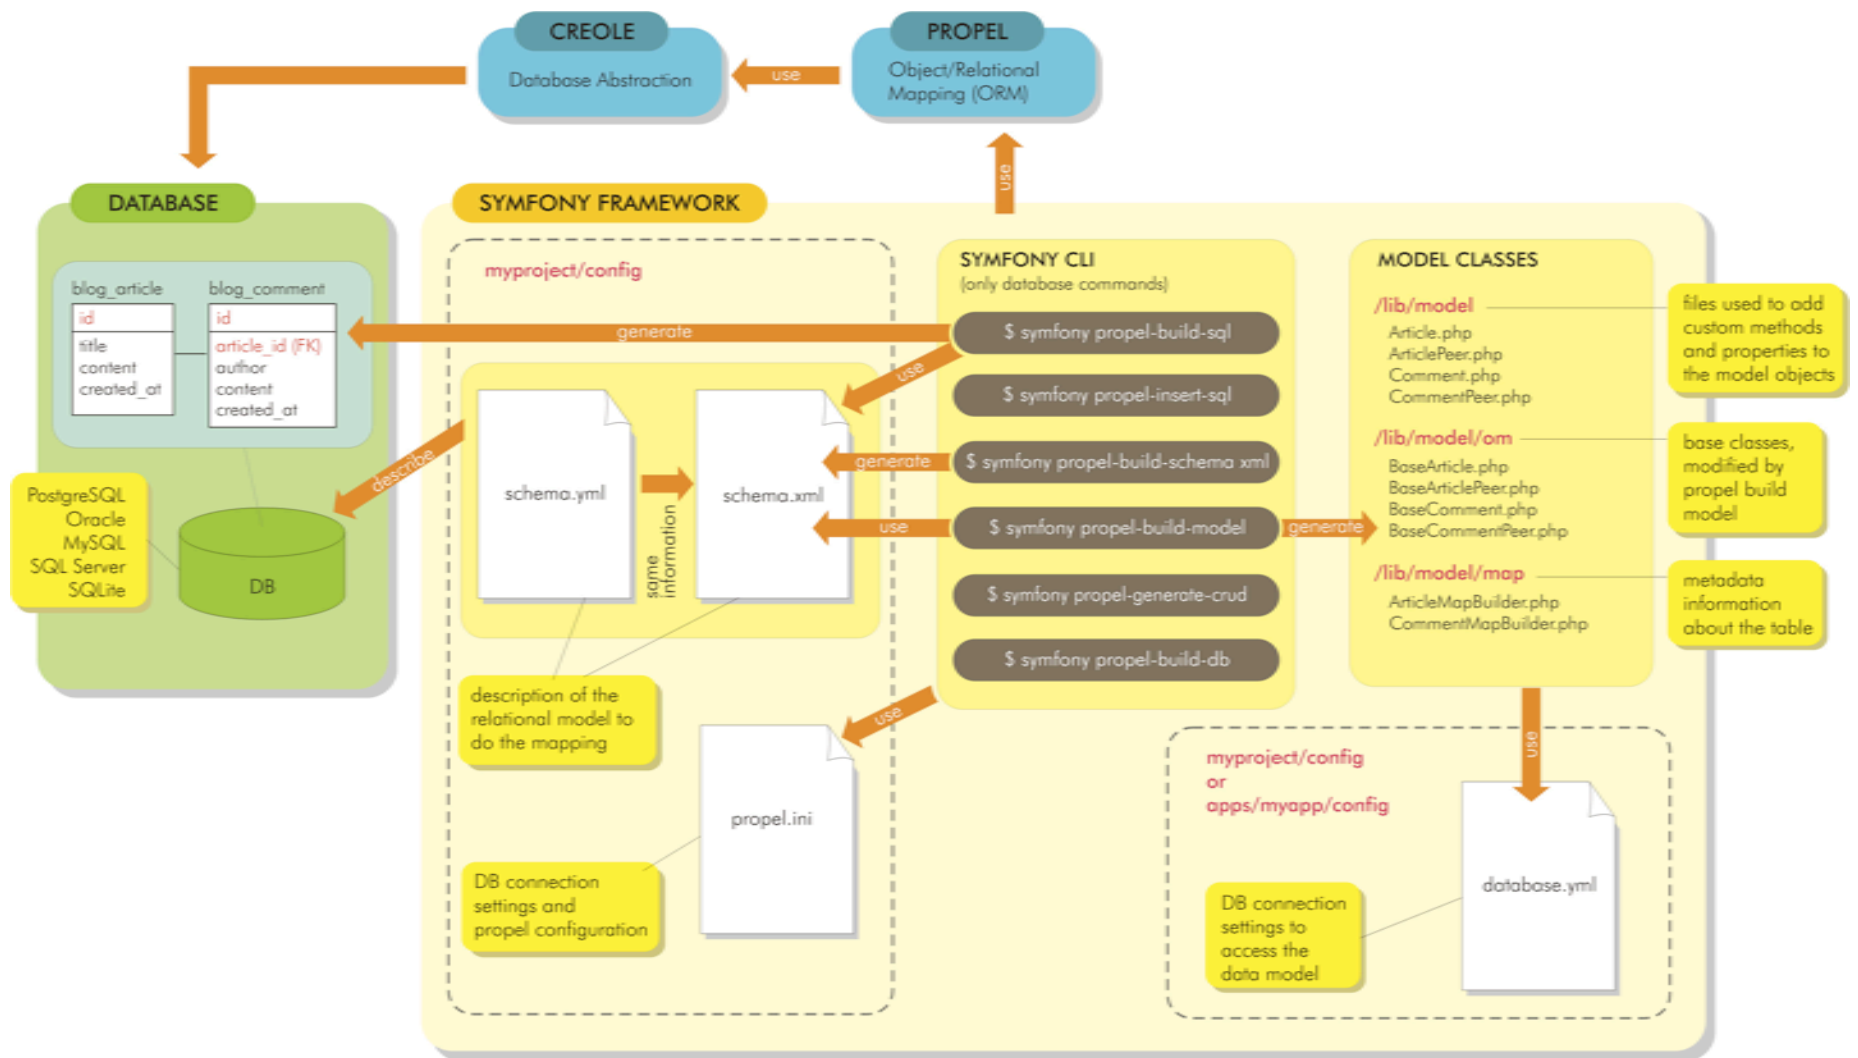 CREOLE
Database Abstraction
use
PROPEL
Object/Relational
Mapping (ORM)
use
DATABASE
blog_article
id
title
content
created_at
blog_comment
id
article_id (FK)
author
content
created_at
PostgreSQL
Oracle
MySQL
SQL Server
SQLite
DB
describe
SYMFONY FRAMEWORK
myproject/config
generate
use
schema.yml
same
information
schema.xml
generate
use
description of the
relational model to
do the mapping
use
propel.ini
DB connection
settings and
propel configuration
SYMFONY CLI
(only database commands)
$ symfony propel-build-sql
$ symfony propel-insert-sql
$ symfony propel-build-schema xml
$ symfony propel-build-model
$ symfony propel-generate-crud
$ symfony propel-build-db
generate
MODEL CLASSES
/lib/model
Article.php
ArticlePeer.php
Comment.php
CommentPeer.php
/lib/model/om
BaseArticle.php
BaseArticlePeer.php
BaseComment.php
BaseCommentPeer.php
/lib/model/map
ArticleMapBuilder.php
CommentMapBuilder.php
files used to add
custom methods
and properties to
the model objects
base classes,
modified by
propel build
model
metadata
information
about the table
use
myproject/config
or
apps/myapp/config
database.yml
DB connection
settings to
access the
data model